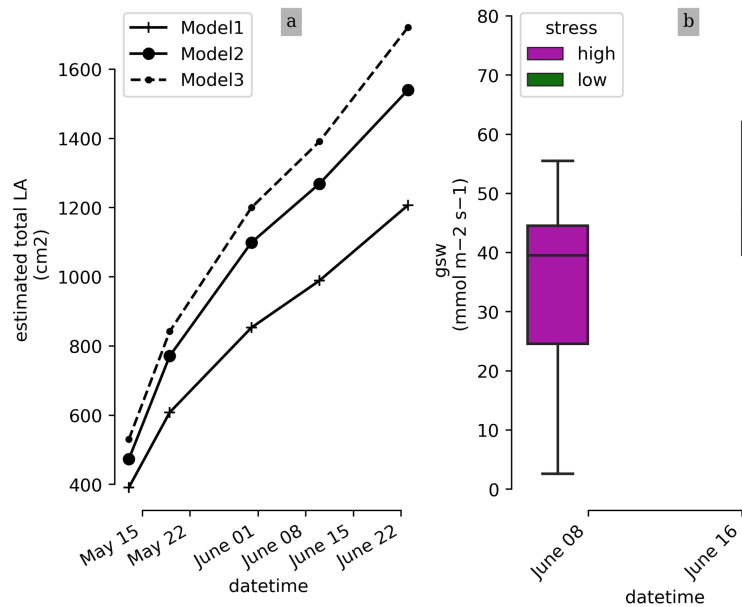 a
Model1
Model2
Model3
1600
1400
1200
1000
800
600
400
estimated total LA
(cm2)
May 15
May 22
June 01
June 08
June 15
June 22
datetime
b
stress
high
low
80
70
60
50
40
30
20
10
0
gsw
(mmol m−2 s−1)
June 08
June 16
datetime